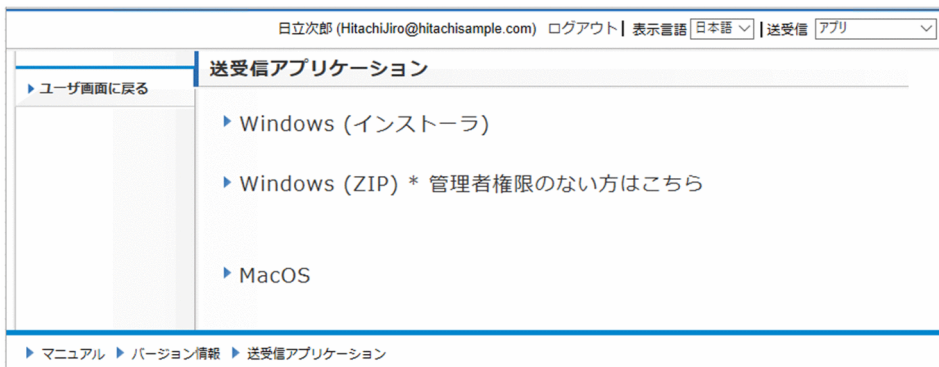 日立次郎 (HitachiJiro@hitachisample.com) ログアウト | 表示言語 日本語 | 送受信 アプリ
送受信アプリケーション
ユーザ画面に戻る
Windows (インストーラ)
Windows (ZIP) * 管理者権限のない方はこちら
MacOS
マニュアル バージョン情報 送受信アプリケーション